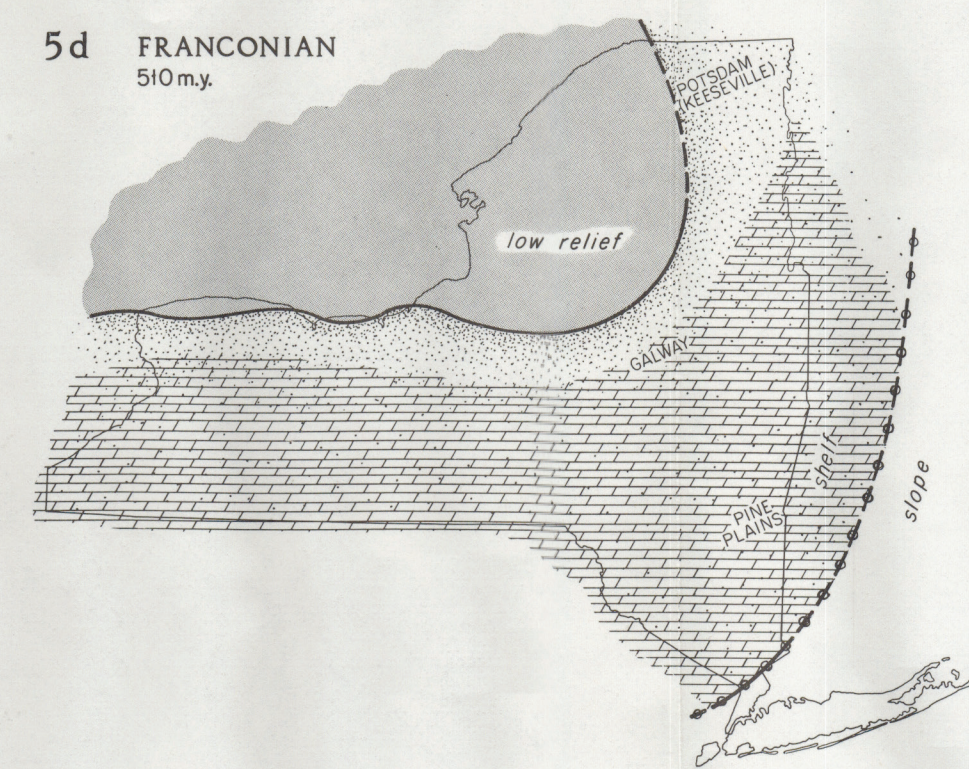 5d FRANCONIAN
510 m.y.
POTSDAM
(KEESEVILLE)
low relief
GALWAY
shelf
slope
PINE
PLAINS